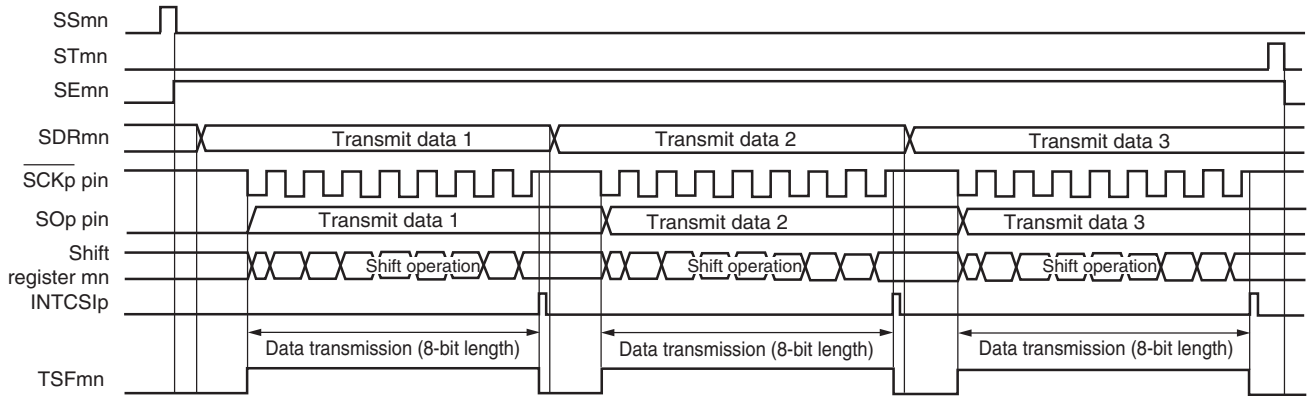 SSmn
STmn
SEmn
SDRmn Transmit data 1 Transmit data 2 Transmit data 3
SCKp pin
SOp pin Transmit data 1 Transmit data 2 Transmit data 3
Shift
register mn Shift operation Shift operation Shift operation
INTCSIp
Data transmission (8-bit length) Data transmission (8-bit length) Data transmission (8-bit length)
TSFmn